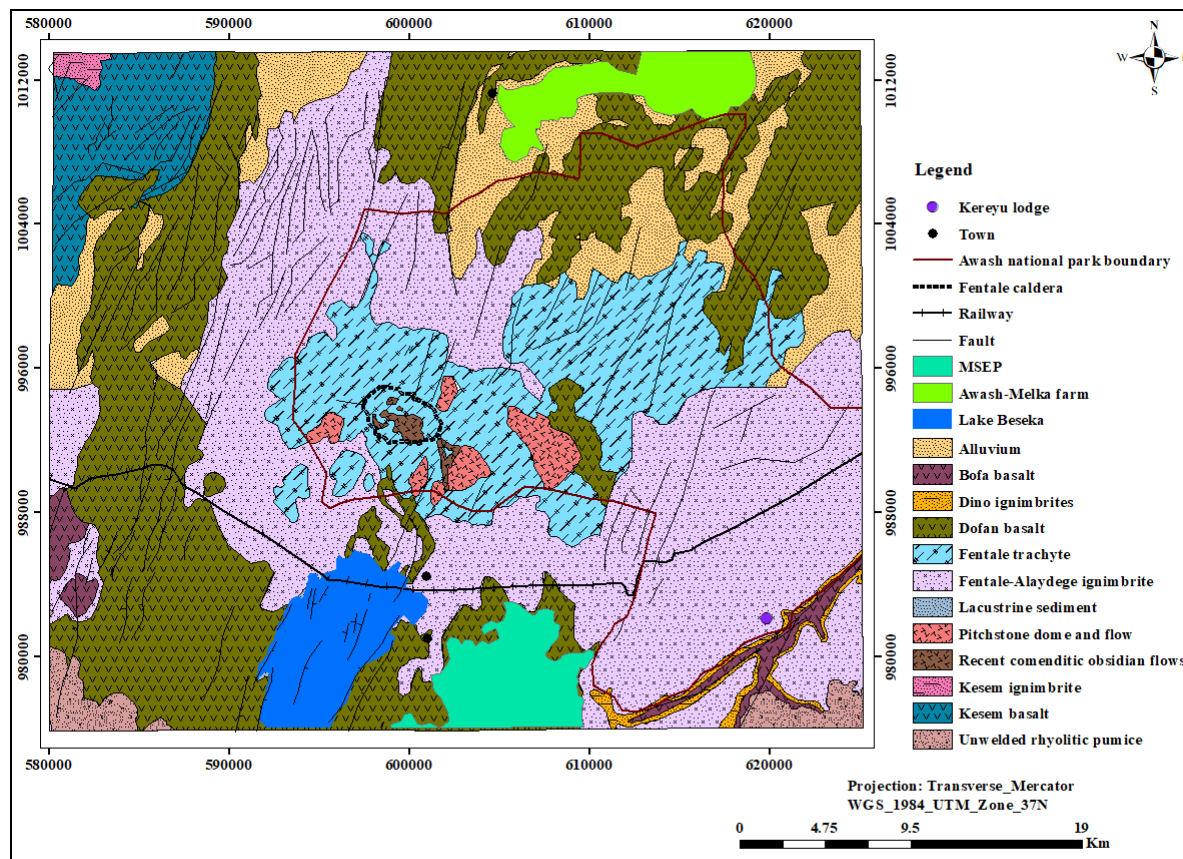 580000 590000 600000 610000 620000
N
W
S
1012000 1012000
1004000 1004000
996000 996000
988000 988000
980000 980000
580000 590000 600000 610000 620000
Legend
Kereyu lodge
Town
Awash national park boundary
Fentale caldera
Railway
Fault
MSEP
Awash-Melka farm
Lake Beseka
Alluvium
Bofa basalt
Dino ignimbrites
Dofan basalt
Fentale trachyte
Fentale-Alaydege ignimbrite
Lacustrine sediment
Pitchstone dome and flow
Recent comenditic obsidian flows
Kesem ignimbrite
Kesem basalt
Unwelded rhyolitic pumice
Projection: Transverse_Mercator
WGS_1984_UTM_Zone_37N
0 4.75 9.5 19
Km